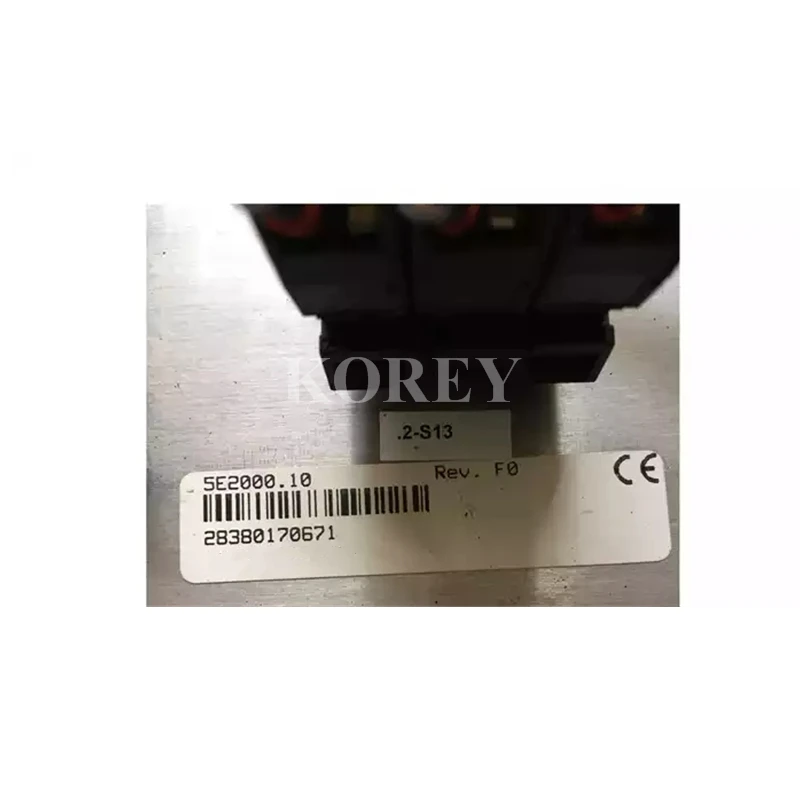 KOREY
.2-S13
5E2000.10 Rev. F0 CE
28380170671